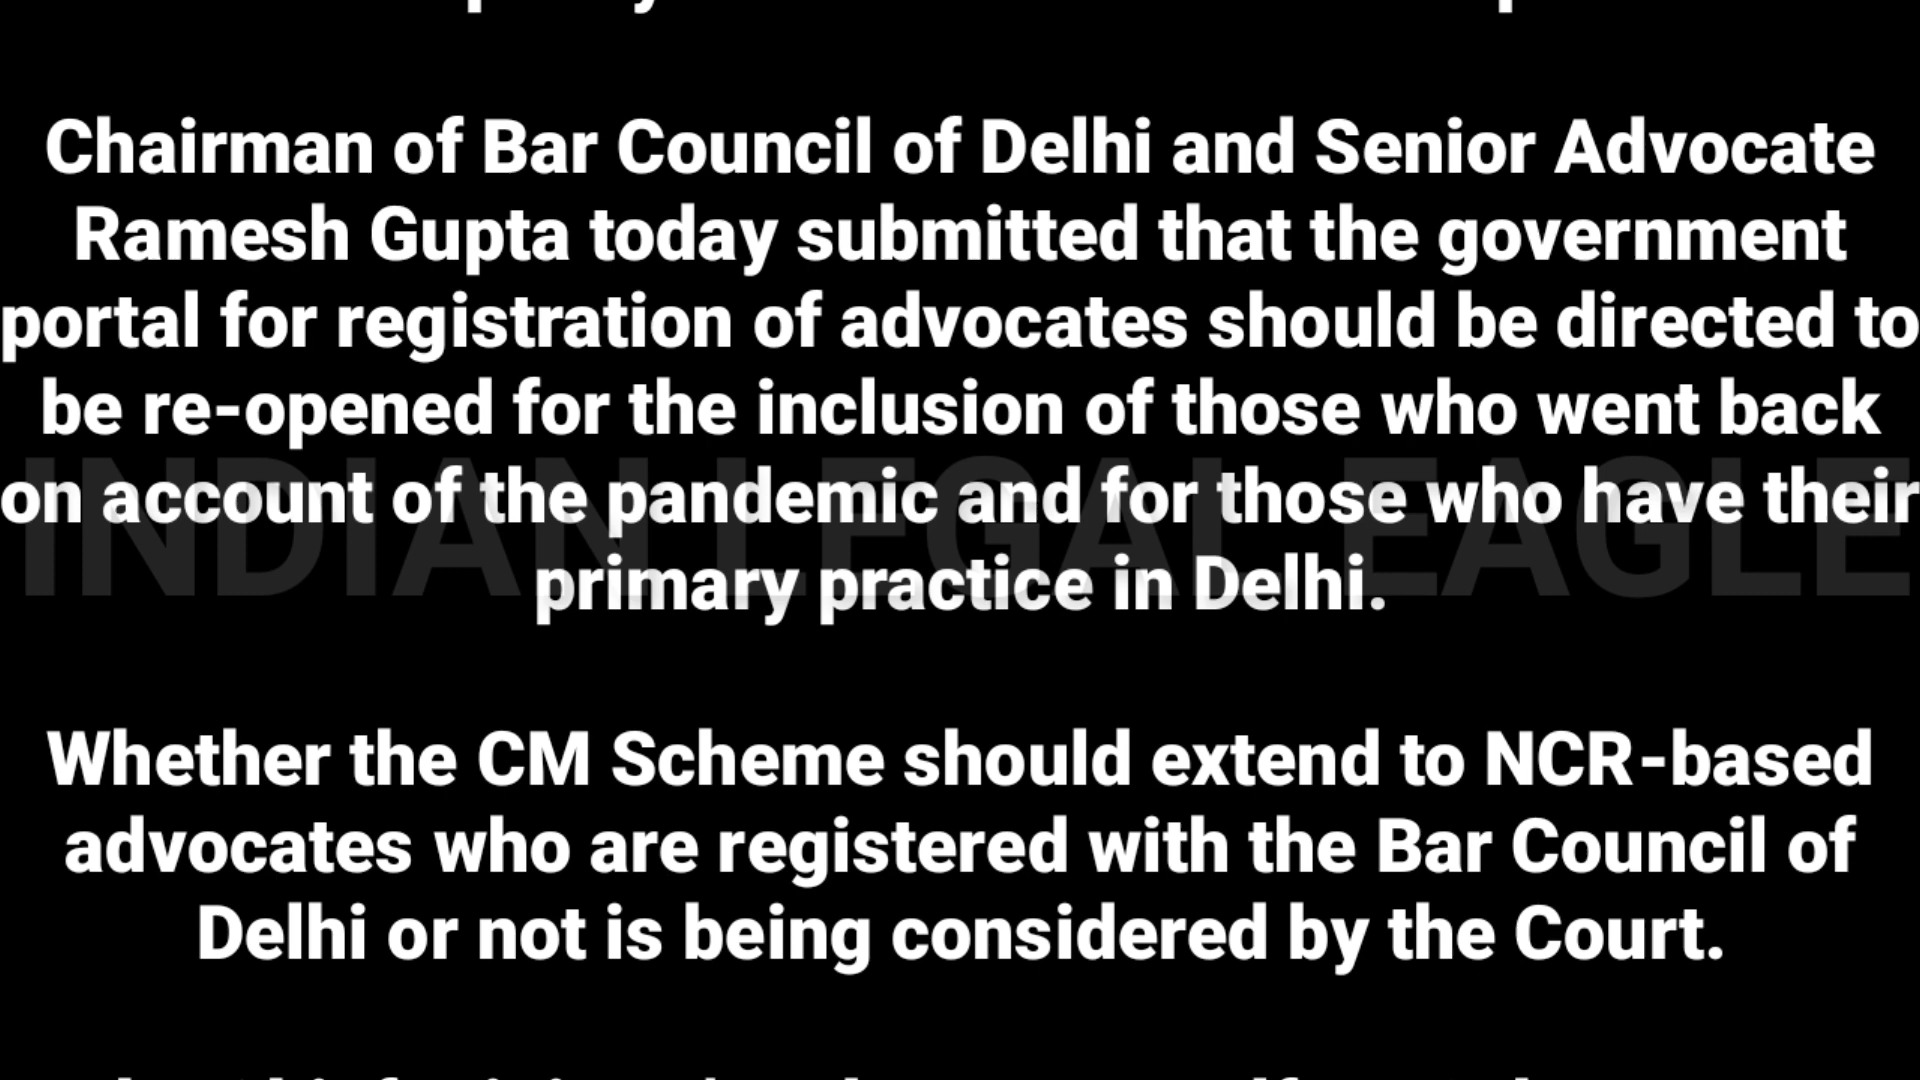 Chairman of Bar Council of Delhi and Senior Advocate
Ramesh Gupta today submitted that the government
portal for registration of advocates should be directed to
be re-opened for the inclusion of those who went back
on account of the pandemic and for those who have their
primary practice in Delhi.
INDIAN LEGAL EAGLE
Whether the CM Scheme should extend to NCR-based
advocates who are registered with the Bar Council of
Delhi or not is being considered by the Court.